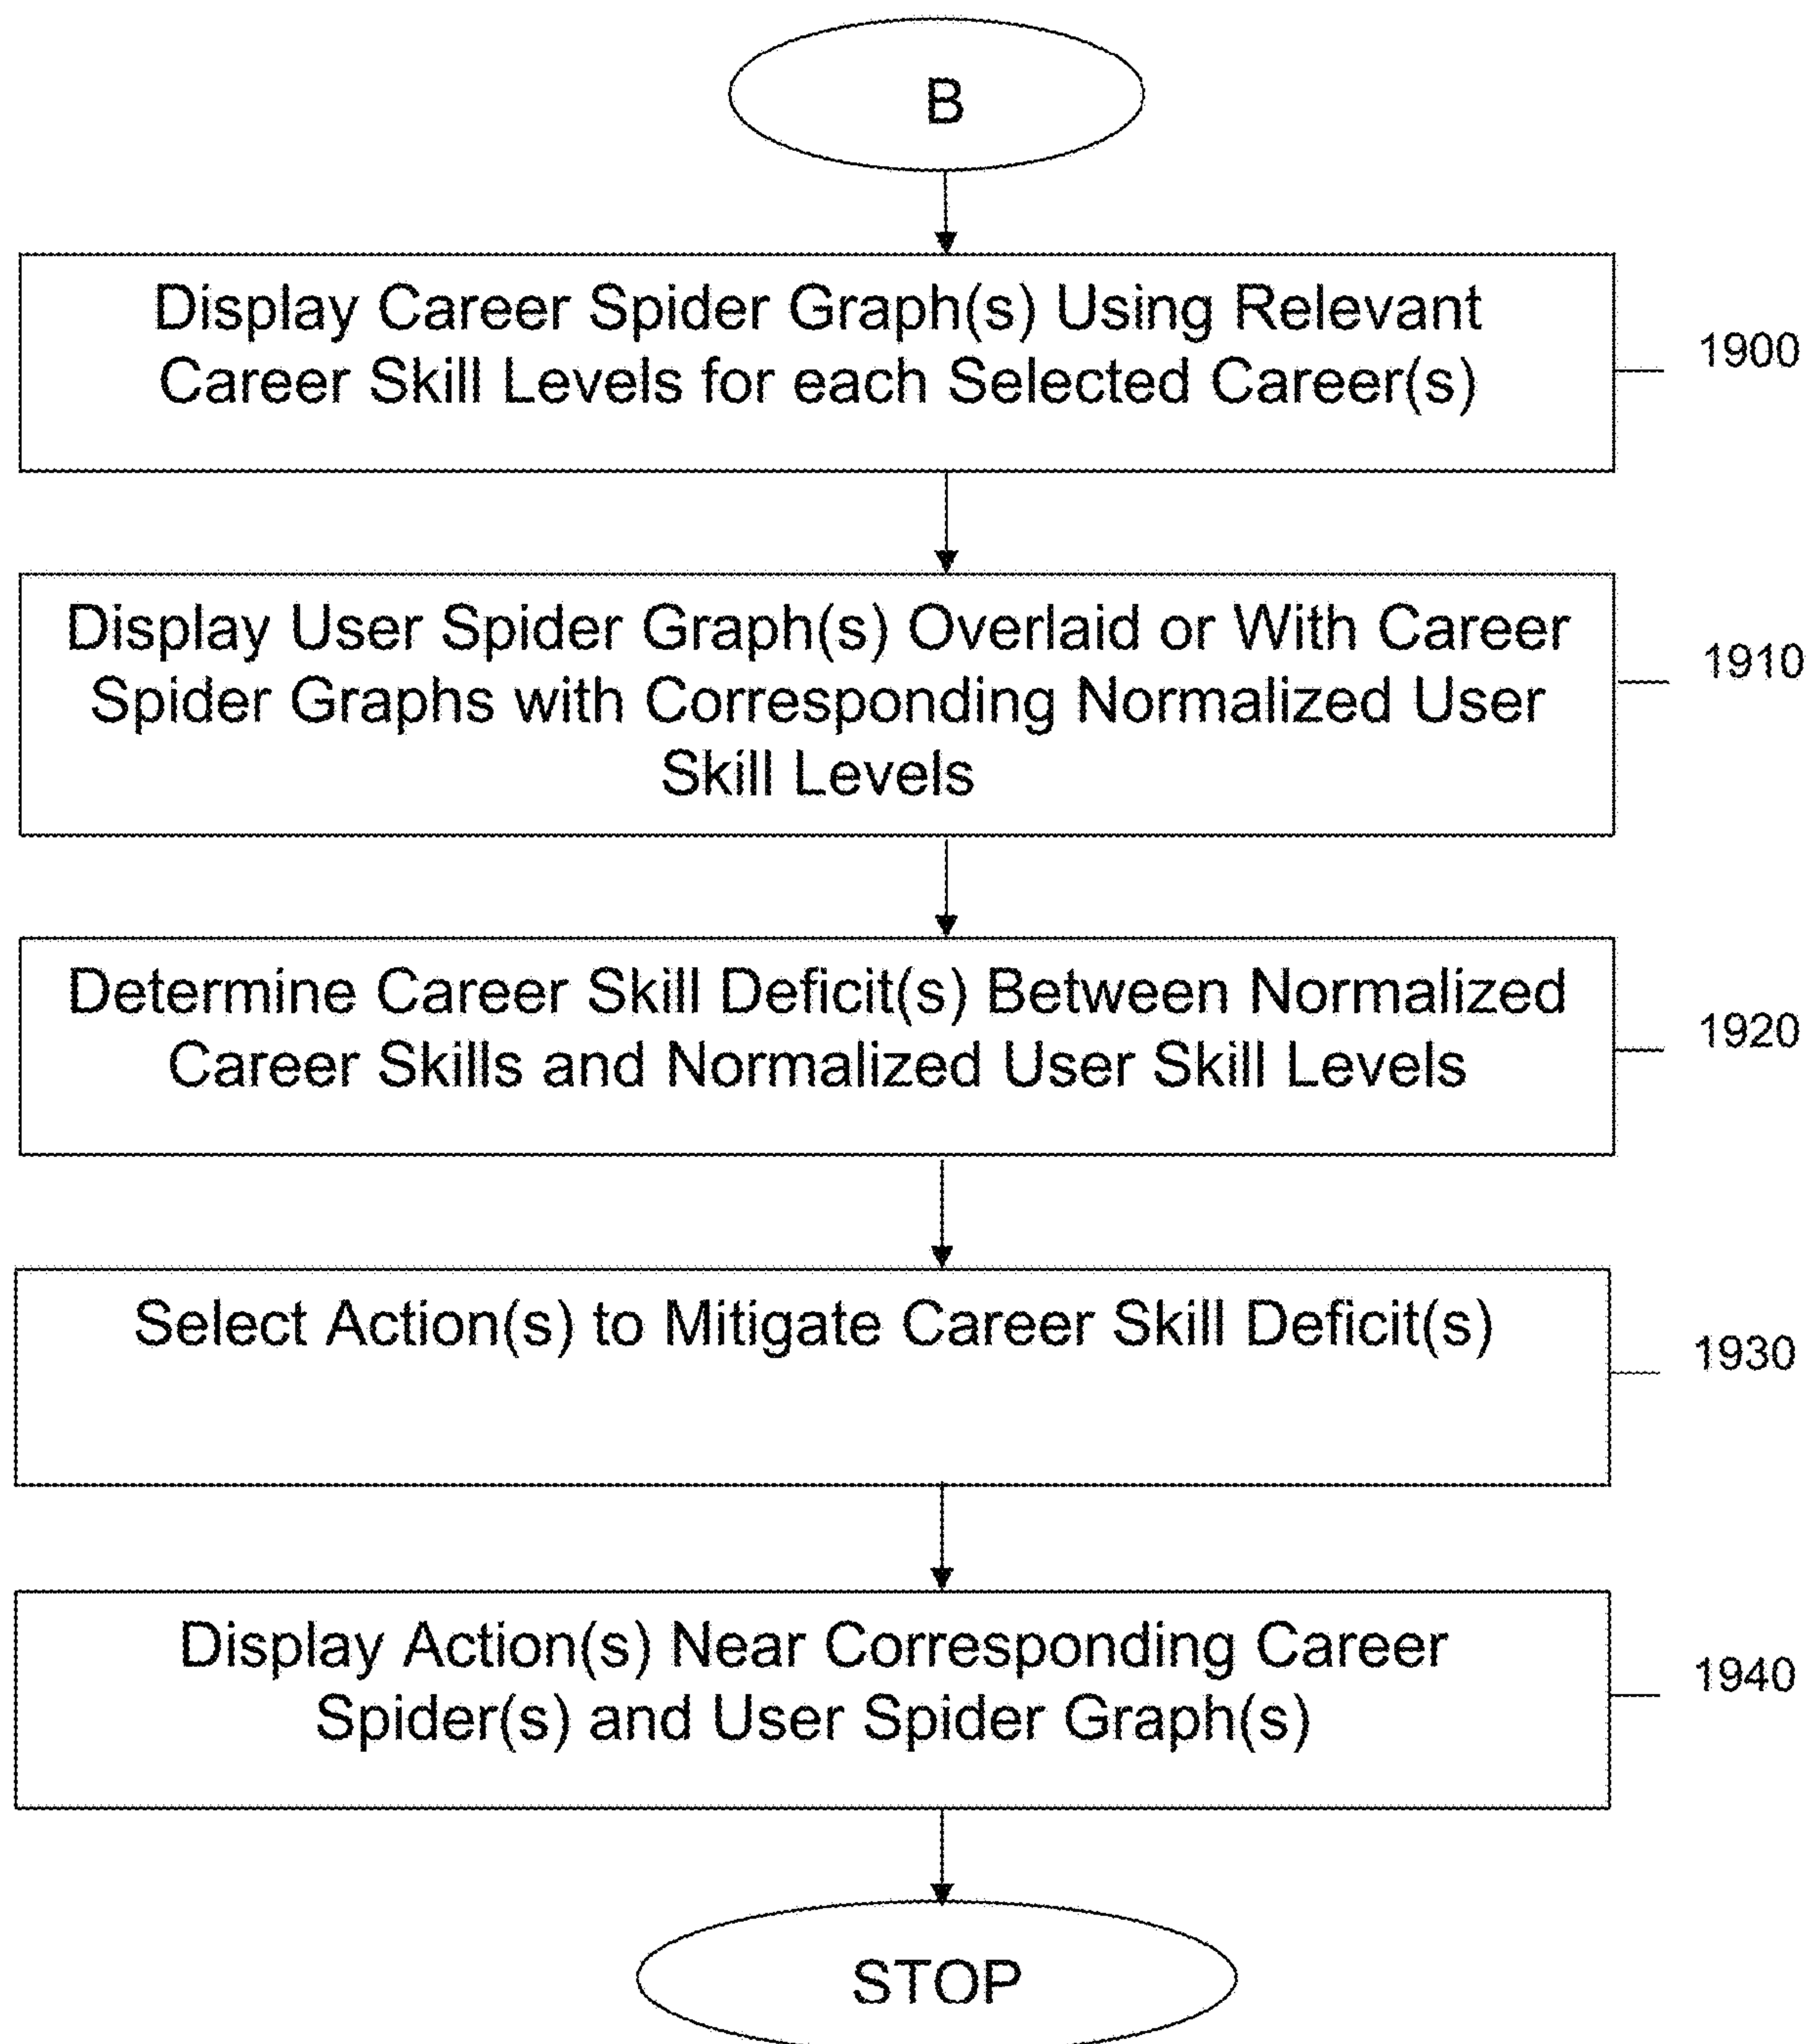 B
Display Career Spider Graph(s) Using Relevant
Career Skill Levels for each Selected Career(s)
1900
Display User Spider Graph(s) Overlaid or With Career
Spider Graphs with Corresponding Normalized User
Skill Levels
1910
Determine Career Skill Deficit(s) Between Normalized
Career Skills and Normalized User Skill Levels
1920
Select Action(s) to Mitigate Career Skill Deficit(s)
1930
Display Action(s) Near Corresponding Career
Spider(s) and User Spider Graph(s)
1940
STOP